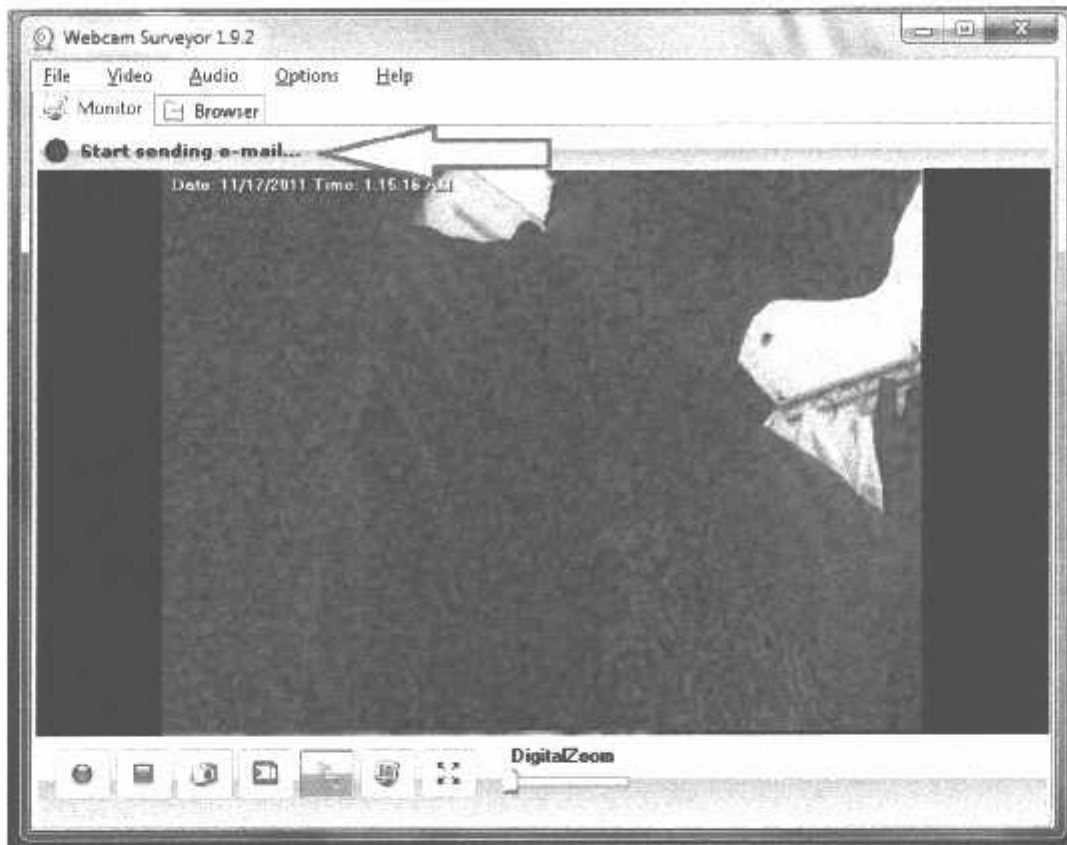 Webcam Surveyor 1.9.2
File Video Audio Options Help
Monitor Browser
Start sending e-mail...
Date: 11/17/2011 Time: 1:15:16 AM
DigitalZoom